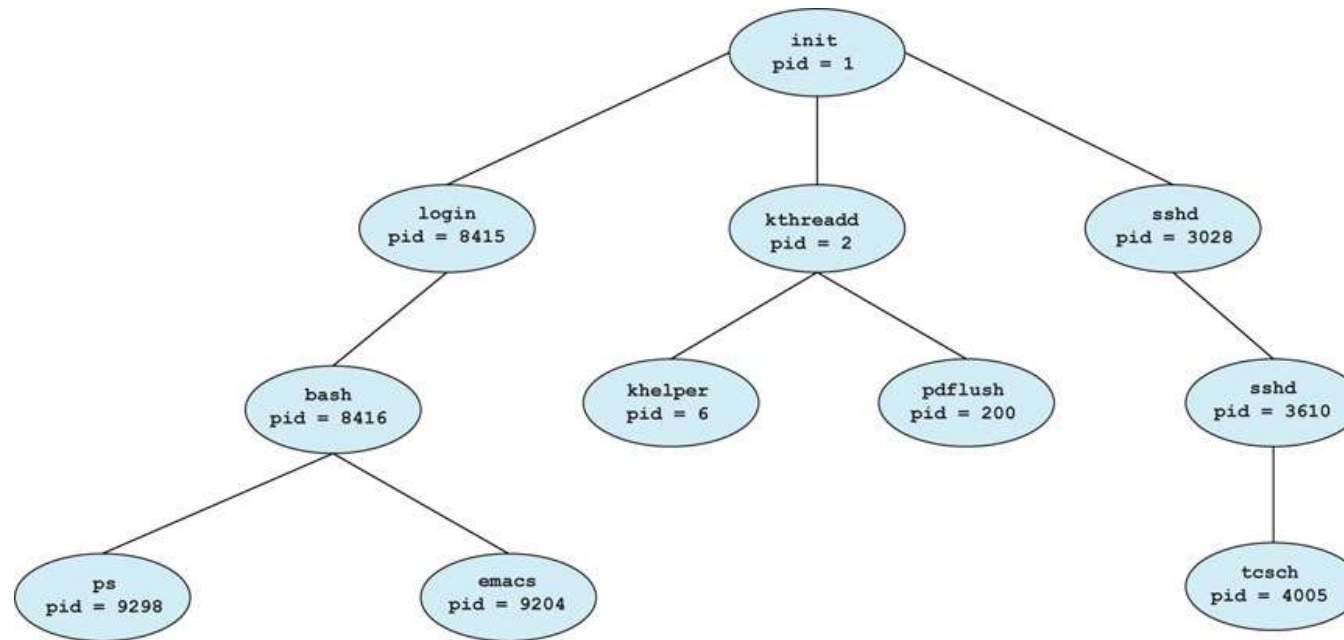 init
pid = 1
login
pid = 8415
kthreadd
pid = 2
sshd
pid = 3028
bash
pid = 8416
khelper
pid = 6
pdflush
pid = 200
sshd
pid = 3610
ps
pid = 9298
emacs
pid = 9204
tcsch
pid = 4005